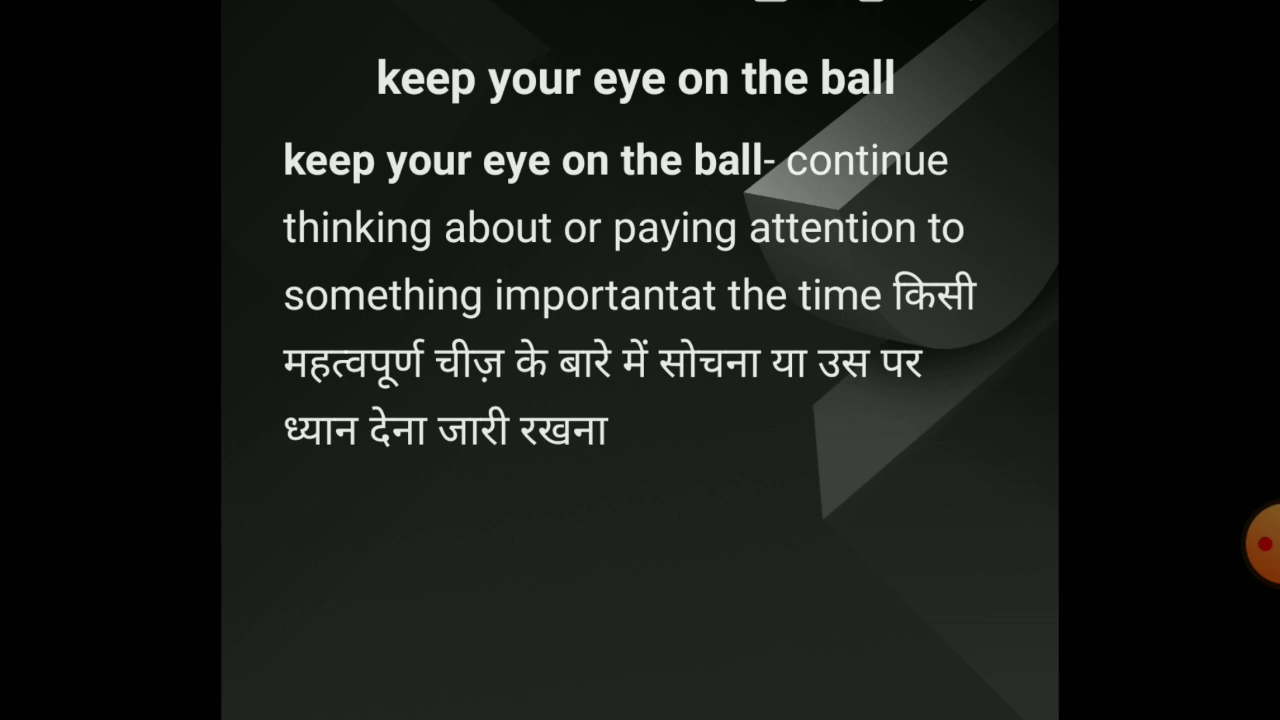 keep your eye on the ball
keep your eye on the ball- continue
thinking about or paying attention to
something importantat the time किसी
महत्वपूर्ण चीज़ के बारे में सोचना या उस पर
ध्यान देना जारी रखना